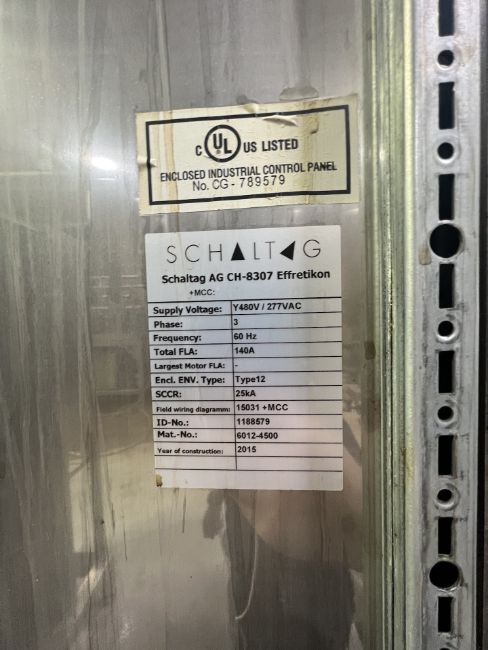 C UL US LISTED
ENCLOSED INDUSTRIAL CONTROL PANEL
No. CG - 789579
SCHALTAG
Schaltag AG CH-8307 Effretikon
+MCC:
Supply Voltage: Y480V / 277VAC
Phase: 3
Frequency: 60 Hz
Total FLA: 140A
Largest Motor FLA: -
Encl. ENV. Type: Type12
SCCR: 25kA
Field wiring diagramm: 15031 +MCC
ID-No.: 1188579
Mat.-No.: 6012-4500
Year of construction: 2015